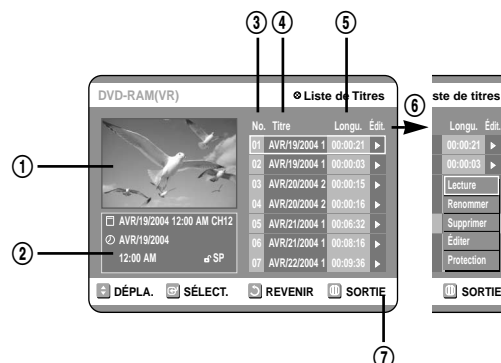 ③ ④ ⑤
DVD-RAM(VR) Liste de Titres
No. Titre Longu. Édit.
01 AVR/19/2004 1 00:00:21
02 AVR/19/2004 1 00:00:03
03 AVR/20/2004 2 00:00:15
04 AVR/20/2004 2 00:00:16
05 AVR/21/2004 1 00:06:32
06 AVR/21/2004 1 00:08:16
07 AVR/22/2004 1 00:09:36
①
②
AVR/19/2004 12:00 AM CH12
AVR/19/2004
12:00 AM SP
DÉPLA. SÉLECT. REVENIR SORTIE
⑦
⑥
ste de titres
Longu. Édit.
00:00:21
00:00:03
Lecture
Renommer
Supprimer
Éditer
Protection
SORTIE